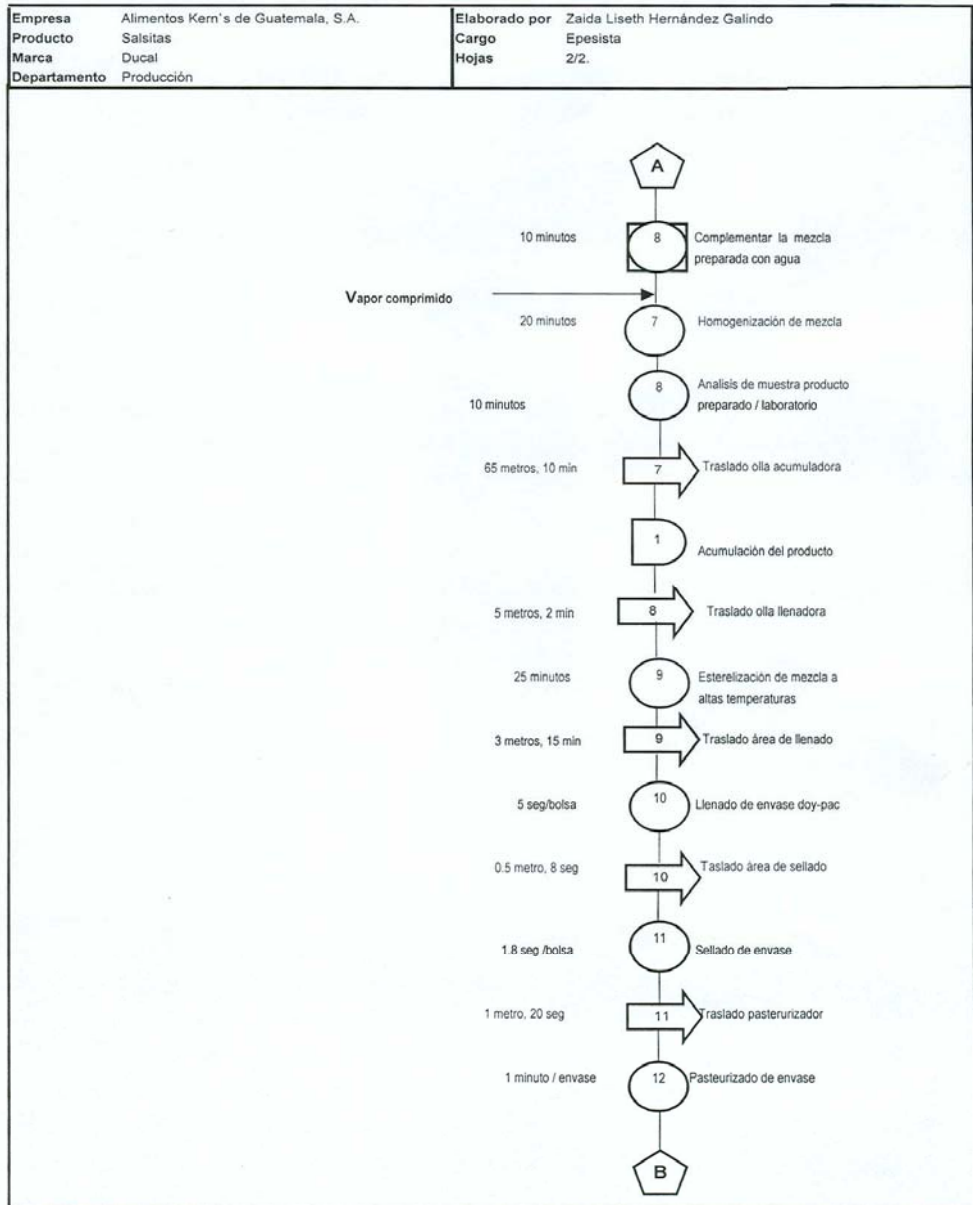 Empresa Alimentos Kern's de Guatemala, S.A.
Producto Salsitas
Marca Ducal
Departamento Producción
Elaborado por Zaida Liseth Hernández Galindo
Cargo Epesista
Hojas 2/2.
A
10 minutos 8 Complementar la mezcla
preparada con agua
Vapor comprimido
20 minutos 7 Homogenización de mezcla
8 Analisis de muestra producto
10 minutos preparado / laboratorio
65 metros, 10 min 7 Traslado olla acumuladora
1 Acumulación del producto
5 metros, 2 min 8 Traslado olla llenadora
25 minutos 9 Esterelización de mezcla a
altas temperaturas
3 metros, 15 min 9 Traslado área de llenado
5 seg/bolsa 10 Llenado de envase doy-pac
0.5 metro, 8 seg 10 Taslado área de sellado
1.8 seg /bolsa 11 Sellado de envase
1 metro, 20 seg 11 Traslado pasterurizador
1 minuto / envase 12 Pasteurizado de envase
B